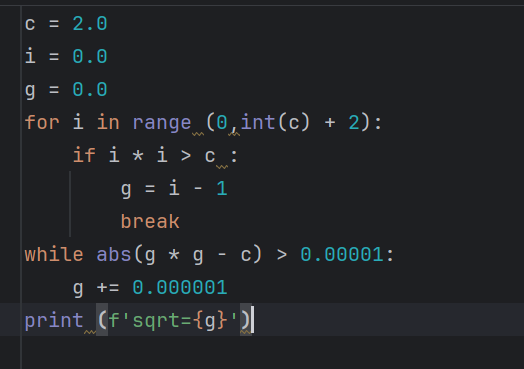 c = 2.0
i = 0.0
g = 0.0
for i in range (0,int(c) + 2):
    if i * i > c :
        g = i - 1
        break
while abs(g * g - c) > 0.00001:
    g += 0.000001
print (f'sqrt={g}')